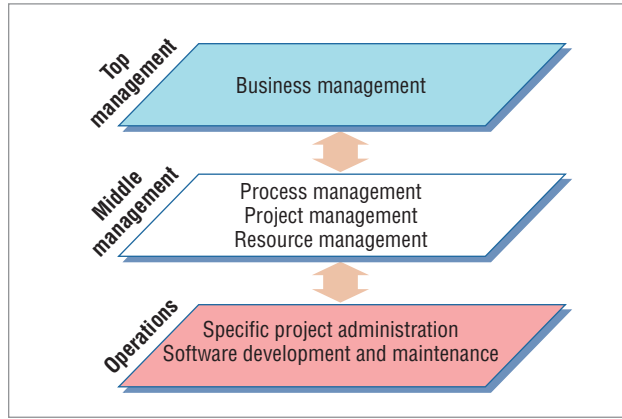 Top
management
Business management
Middle
management
Process management
Project management
Resource management
Operations
Specific project administration
Software development and maintenance